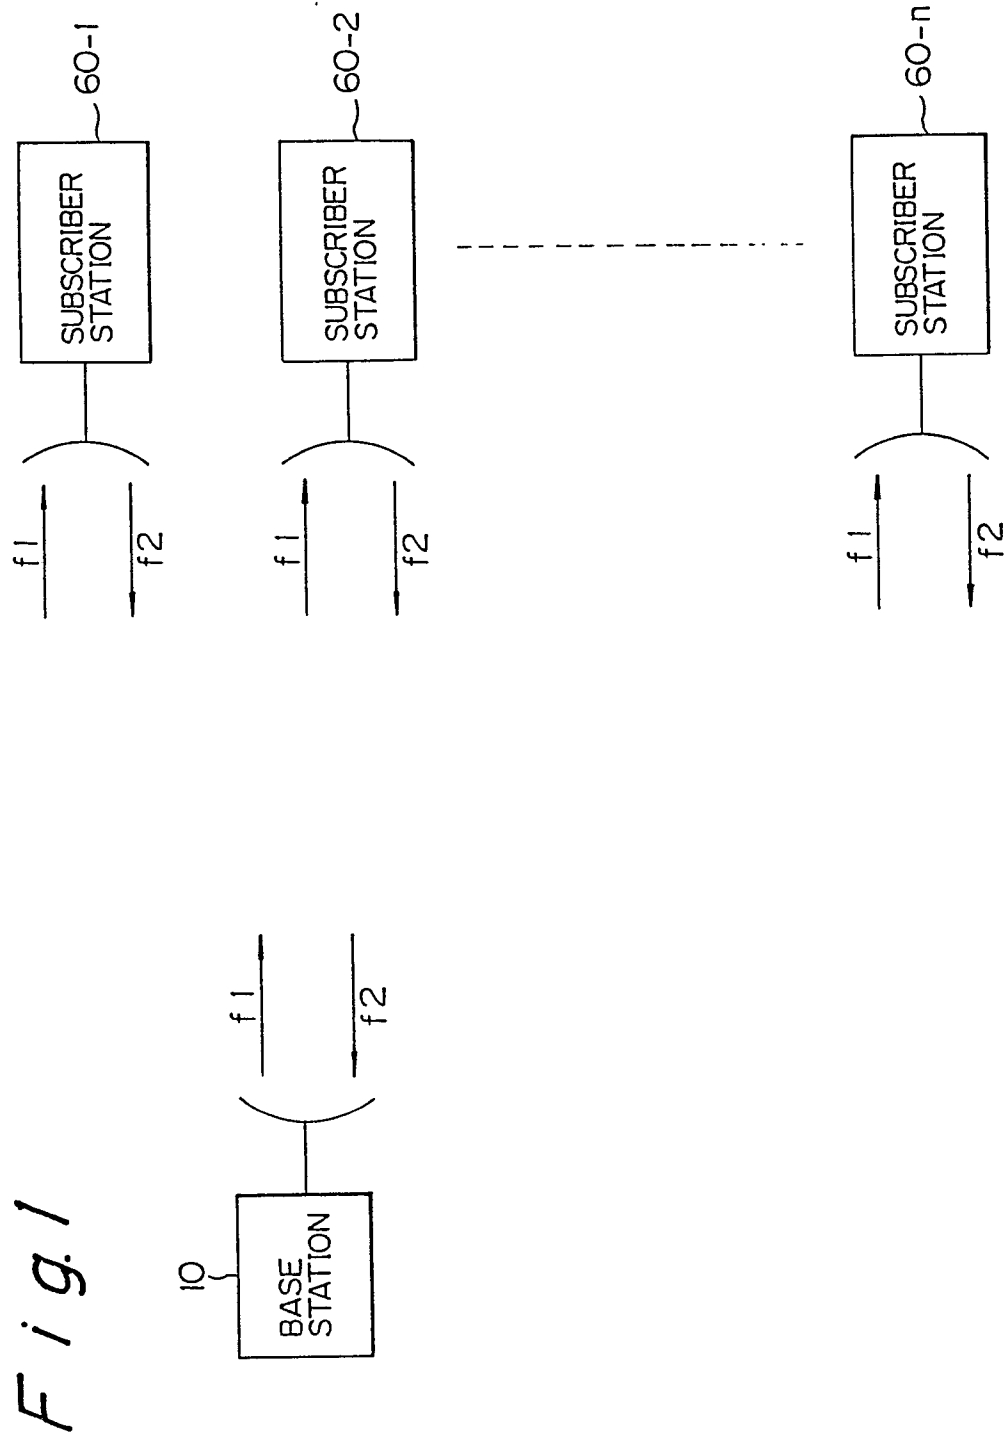 Fig.1
10
BASE
STATION
f1
f2
f1
f2
SUBSCRIBER
STATION
60-1
f1
f2
SUBSCRIBER
STATION
60-2
f1
f2
SUBSCRIBER
STATION
60-n